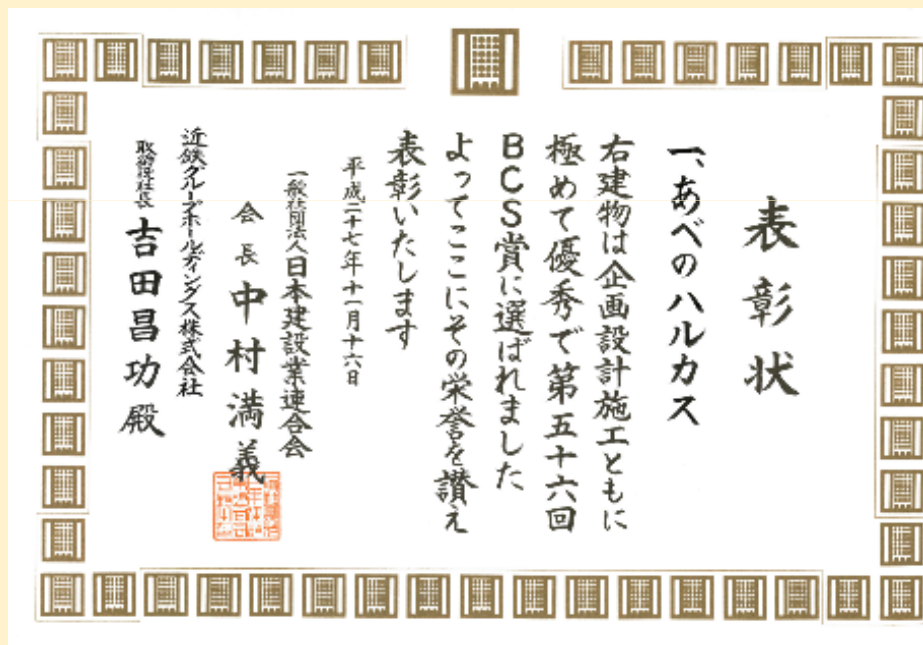 表彰状
一、あべのハルカス
右建物は企画設計施工ともに
極めて優秀で第五十六回
BCS賞に選ばれました
よってここにその栄誉を讃え
表彰いたします
平成二十七年十一月十六日
一般社団法人日本建設業連合会
会長 中村満義
近鉄グループホールディングス株式会社
取締役社長 吉田昌功殿